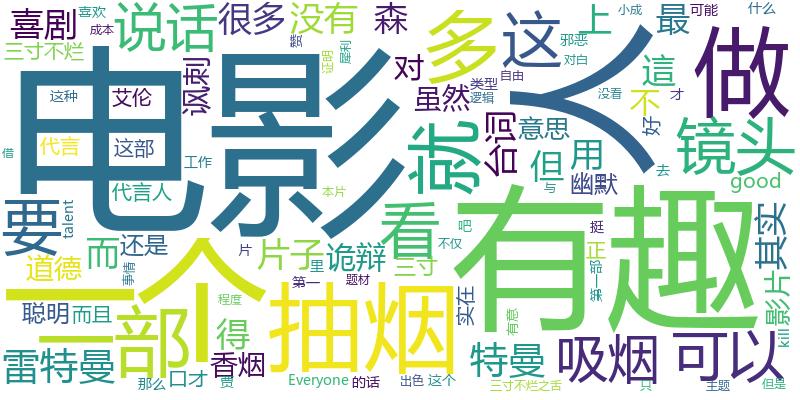 喜剧
喜欢
成本
三寸不烂
说话
很多
赞
没有
森
多
这
上
最
小成
可能
什么
邪恶
对白
做
电影
讽刺
证明
犀利
对
虽然
类型
逻辑
自由
人
這
不
没看
才
好
这种
艾伦
代言
这部
工作
代言人
借
就
台词
意思
但
用
幽默
与
镜头
去
good
要
talent
而
还是
事情
本片
片
片子
里
诡辩
看
三寸
不仅
吧
有趣
挺
正
第一部
其实
影片
kill
道德
聪明
而且
一个
一部
程度
得
第一
题材
抽烟
实在
有意
雷特曼
那么
口才
贾
香烟
Everyone
的话
出色
这个
特曼
三寸不烂之舌
吸烟
只
主题
可以
但是